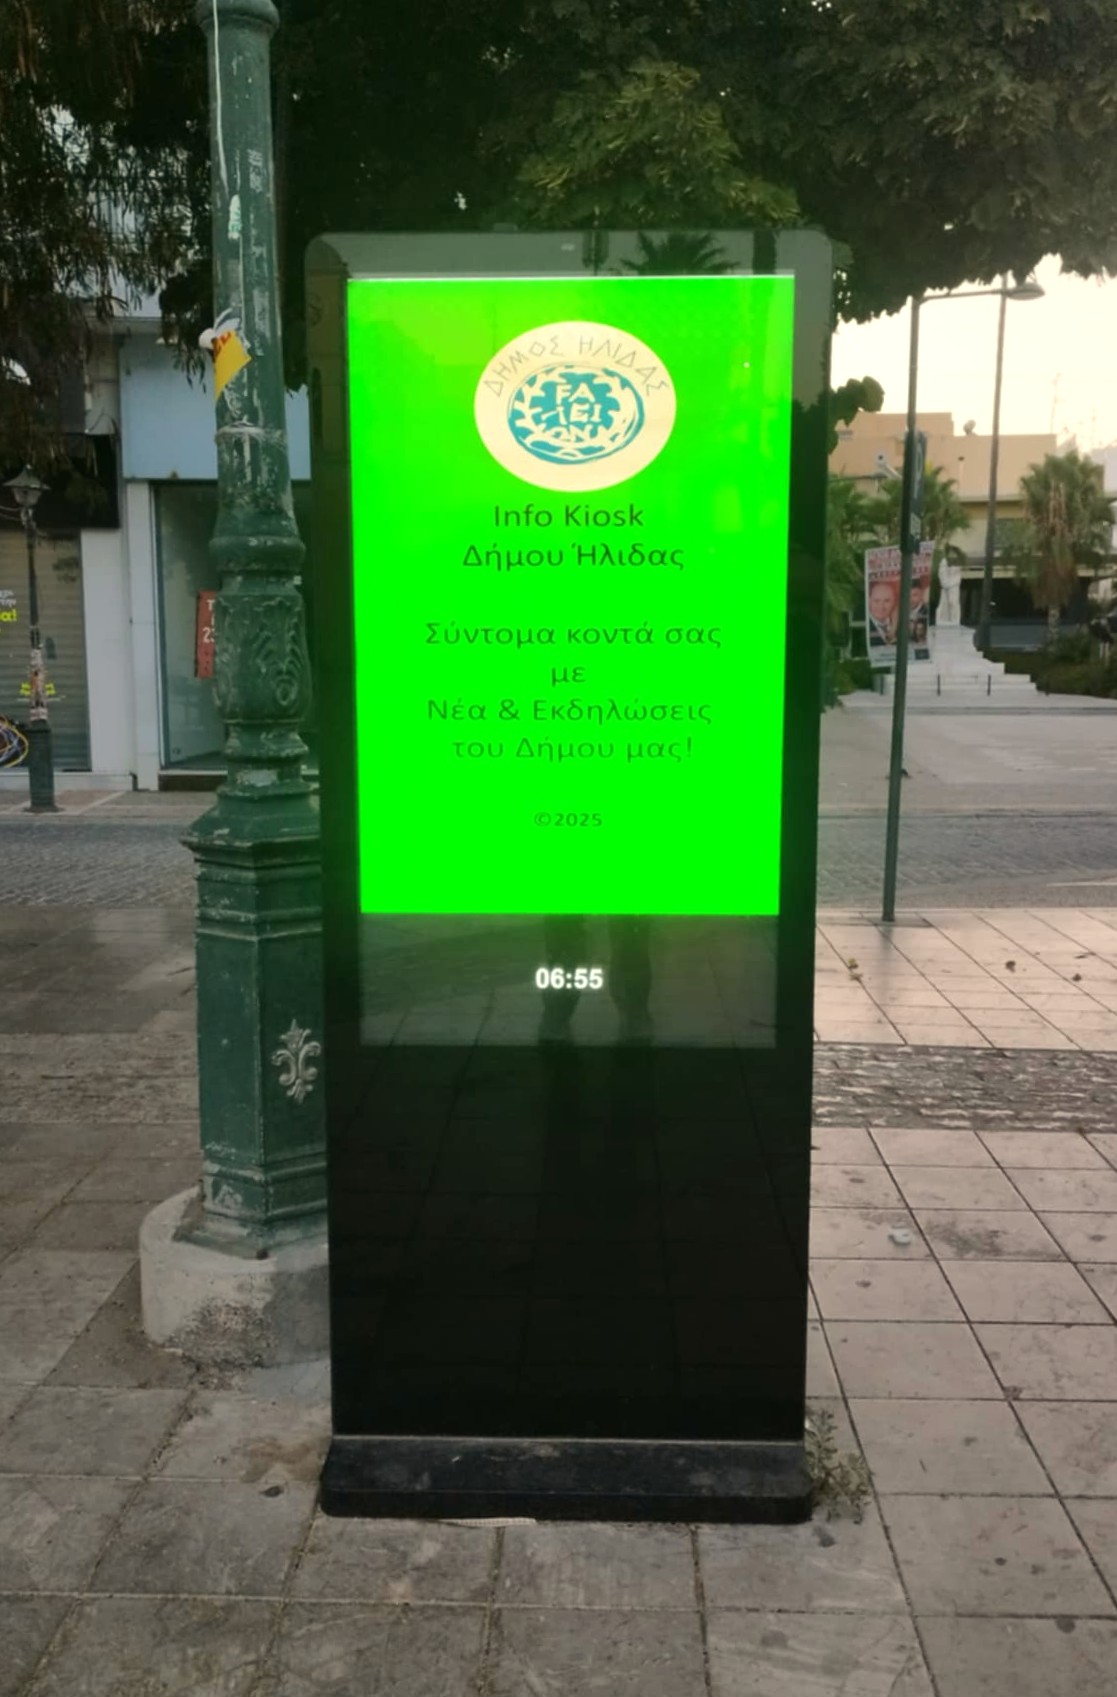 ΔΗΜΟΣ ΗΛΙΔΑΣ
FA
ΛΕΙ
ΩΝ
Info Kiosk
Δήμου Ήλιδας
Σύντομα κοντά σας
με
Νέα & Εκδηλώσεις
του Δήμου μας!
©2025
06:55